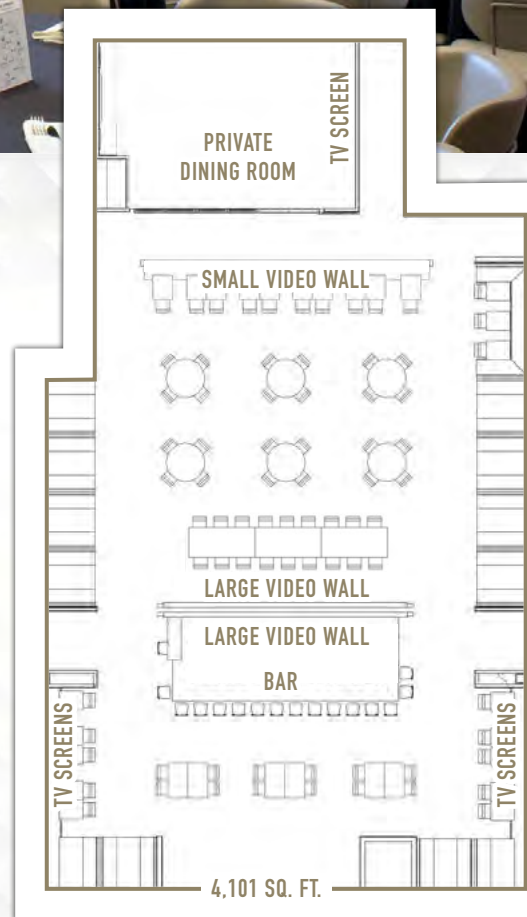 PRIVATE
DINING ROOM
TV SCREEN
SMALL VIDEO WALL
LARGE VIDEO WALL
LARGE VIDEO WALL
BAR
TV SCREENS
TV SCREENS
4,101 SQ. FT.